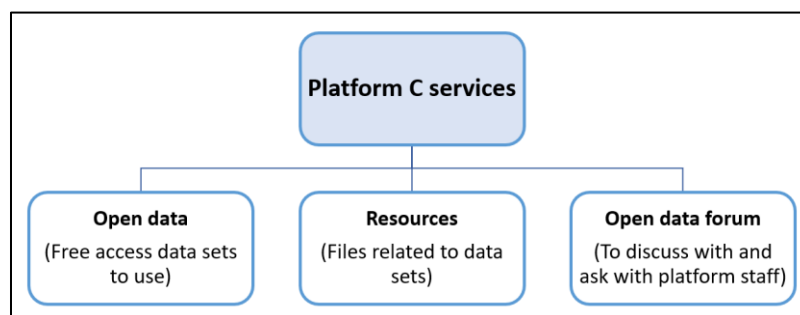 Platform C services
Open data
(Free access data sets
to use)
Resources
(Files related to data
sets)
Open data forum
(To discuss with and
ask with platform staff)